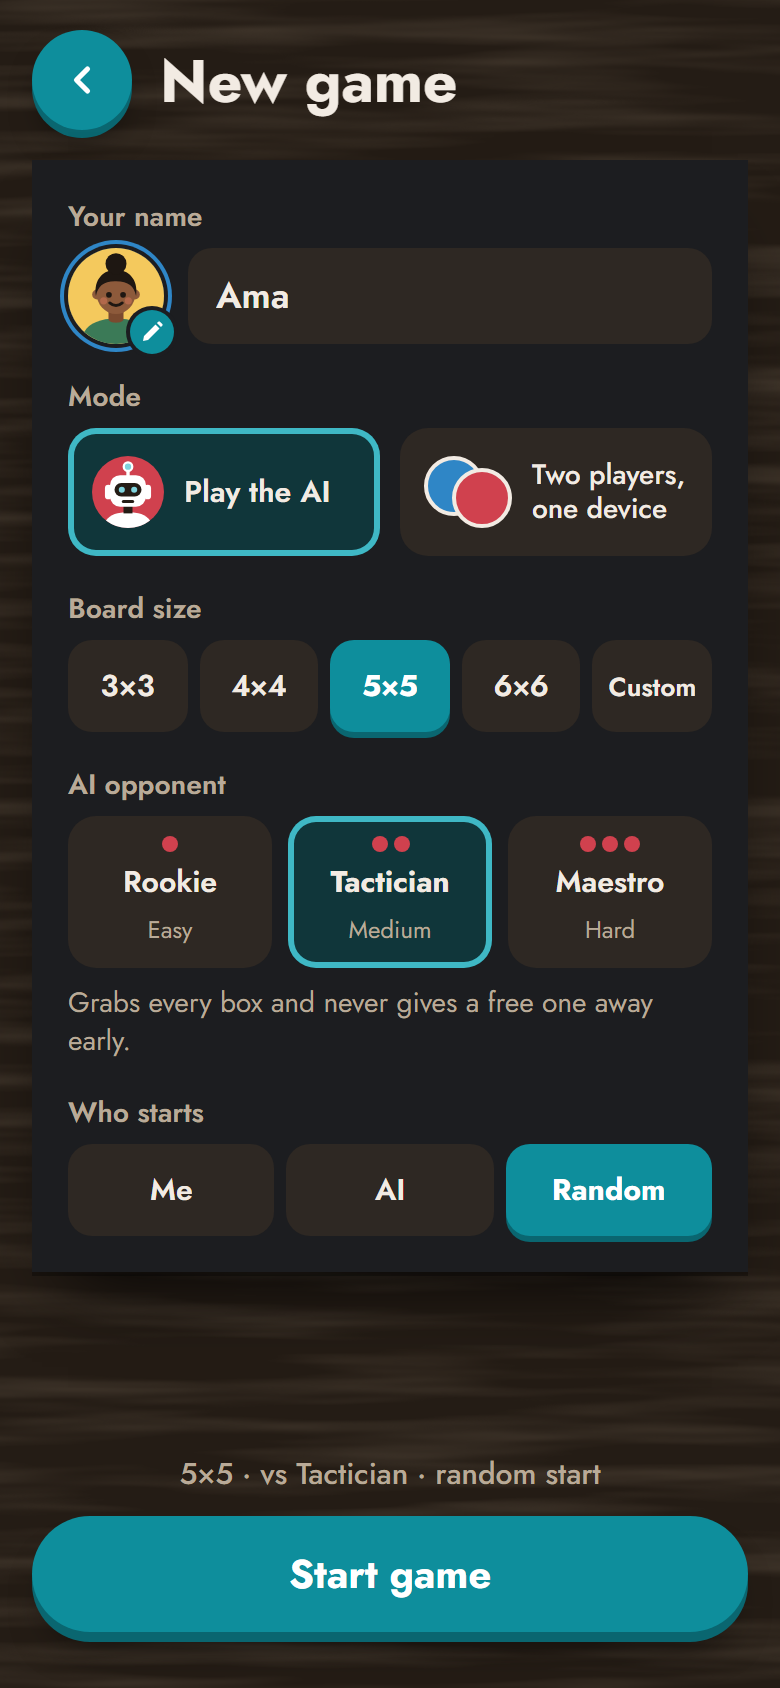 New game
Your name
Ama
Mode
Play the AI
Two players,
one device
Board size
3×3
4×4
5×5
6×6
Custom
AI opponent
Rookie
Easy
Tactician
Medium
Maestro
Hard
Grabs every box and never gives a free one away
early.
Who starts
Me
AI
Random
5×5 · vs Tactician · random start
Start game